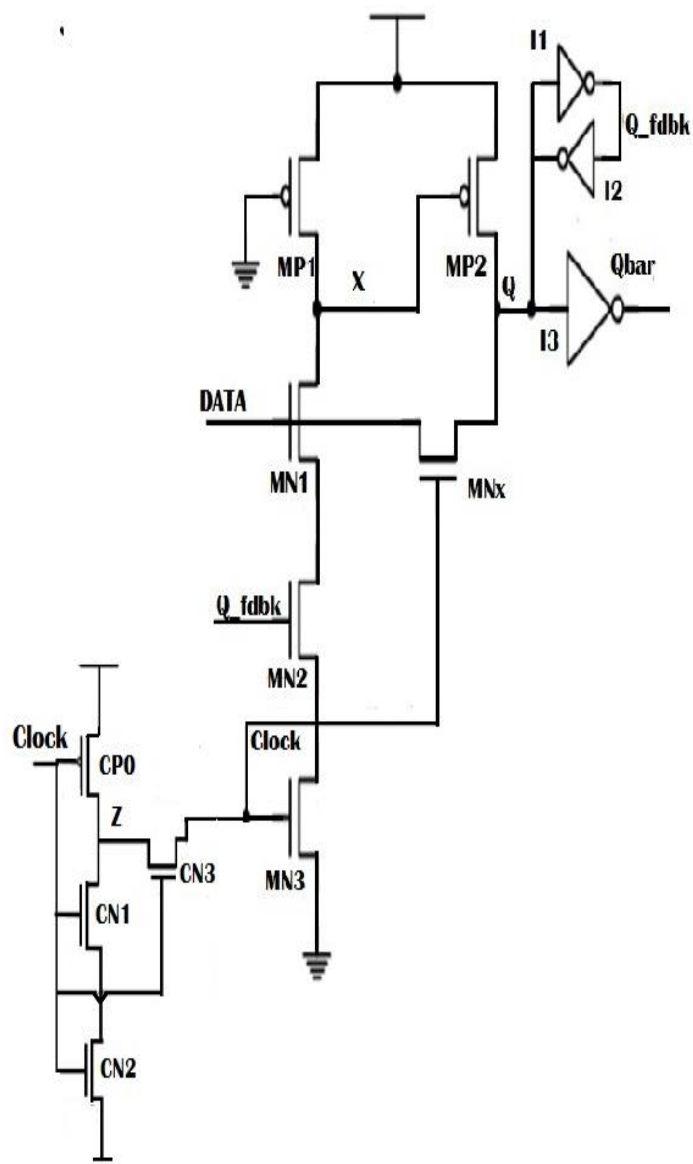 I1
Q_fdbk
I2
MP1
X
MP2
Q
Qbar
I3
DATA
MN1
MNx
Q_fdbk
MN2
Clock
Clock
CP0
Z
CN3
MN3
CN1
CN2